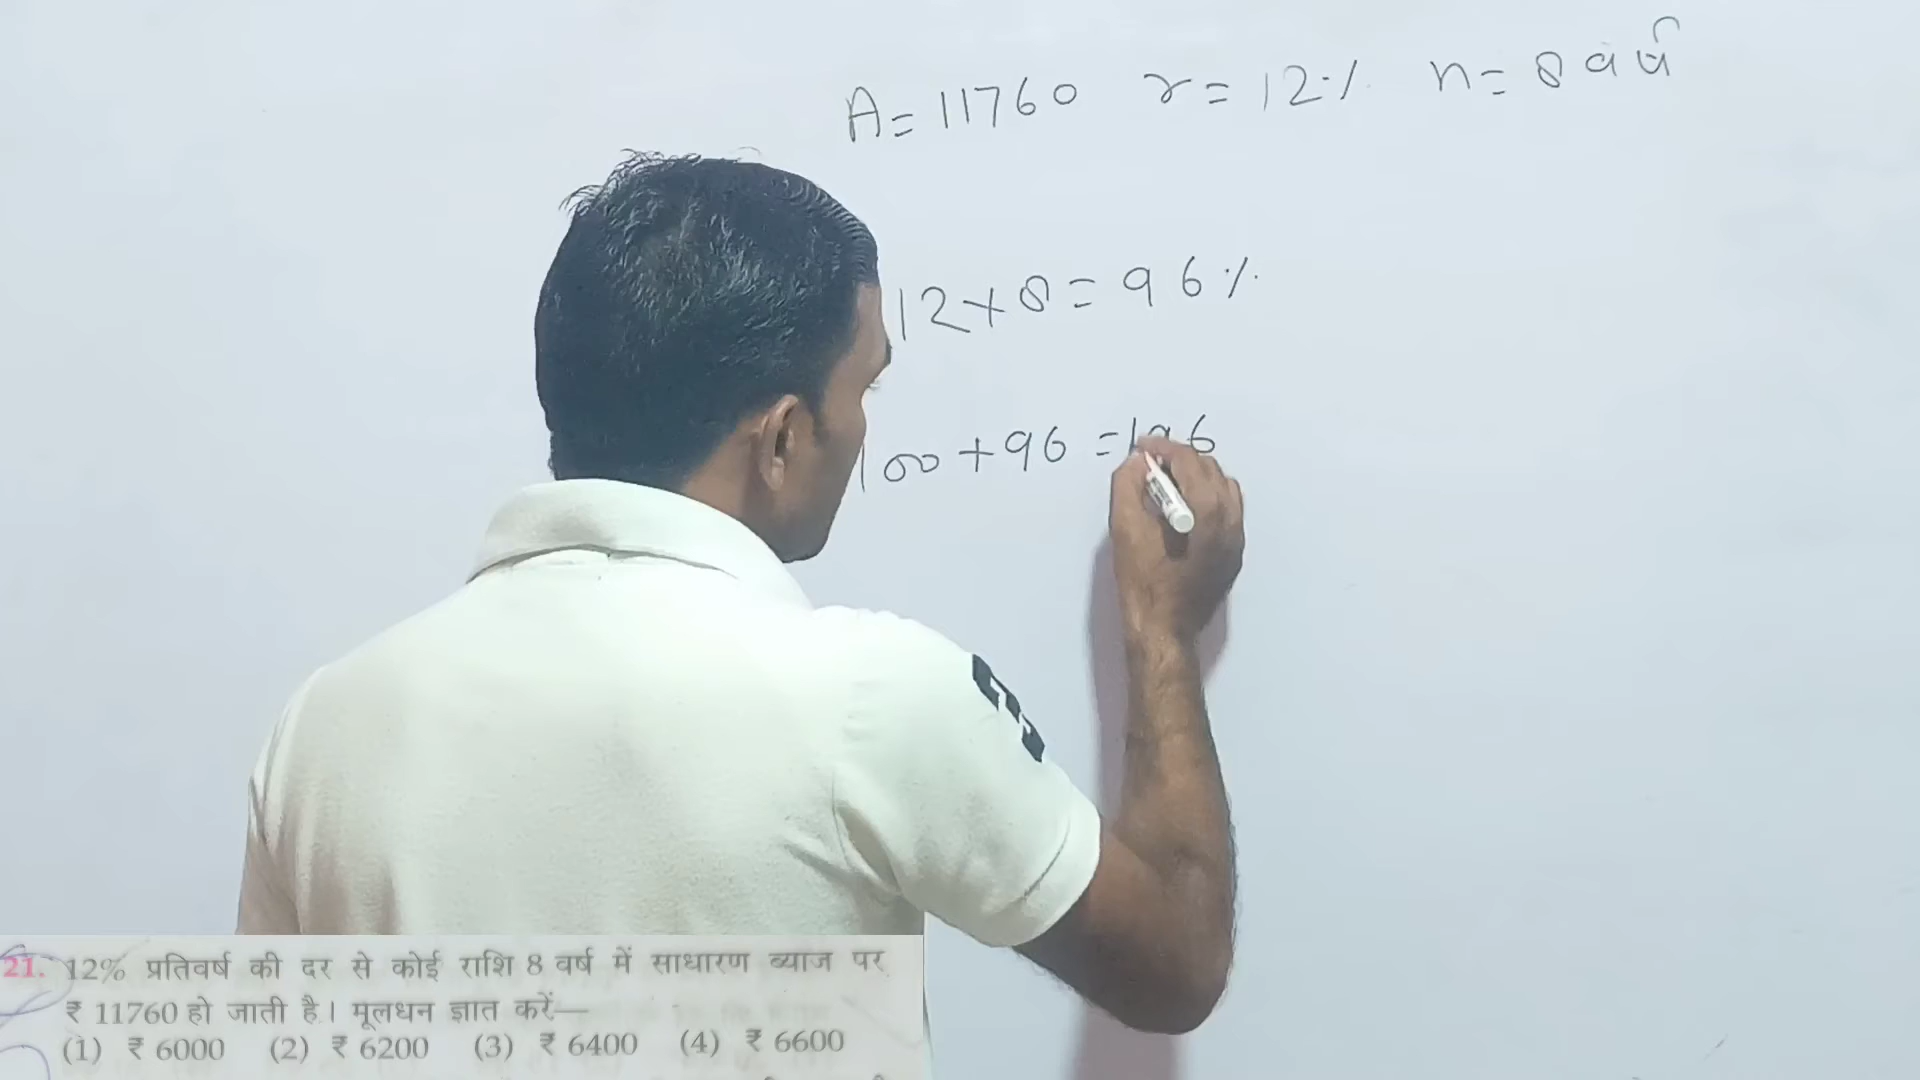 A = 11760 r = 12% n = 8 वर्ष
12 × 8 = 96%
100 + 96 = 196
21. 12% प्रतिवर्ष की दर से कोई राशि 8 वर्ष में साधारण ब्याज पर
₹ 11760 हो जाती है। मूलधन ज्ञात करें—
(1) ₹ 6000 (2) ₹ 6200 (3) ₹ 6400 (4) ₹ 6600